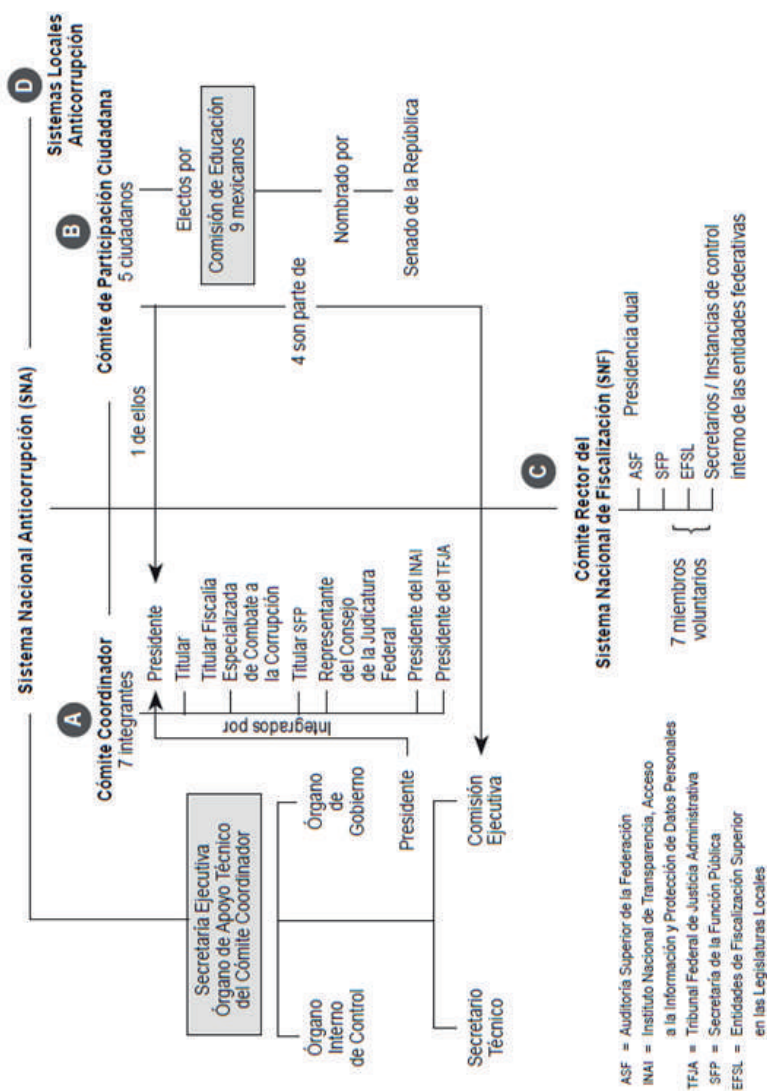 Sistema Nacional Anticorrupción (SNA)
A
Cómite Coordinador
7 integrantes
Integrados por
Presidente
Titular
Titular Fiscalia
Especializada
de Combate a
la Corrupción
Titular SFP
Representante
del Consejo
de la Judicatura
Federal
Presidente del INAI
Presidente del TFJA
B
Cómite de Participación Ciudadana
5 ciudadanos
Electos por
Comisión de Educación
9 mexicanos
Nombrado por
Senado de la República
1 de ellos
4 son parte de
D
Sistemas Locales
Anticorrupción
Secretaría Ejecutiva
Órgano de Apoyo Técnico
del Cómite Coordinador
Órgano
Interno
de Control
Órgano
de
Gobierno
Presidente
Secretario
Técnico
Comisión
Ejecutiva
C
Cómite Rector del
Sistema Nacional de Fiscalización (SNF)
ASF
Presidencia dual
SFP
EFSL
Secretarios / Instancias de control
interno de las entidades federativas
7 miembros
voluntarios
ASF = Auditoría Superior de la Federación
NAI = Instituto Nacional de Transparencia, Acceso
a la Información y Protección de Datos Personales
TFJA = Tribunal Federal de Justicia Administrativa
SFP = Secretaría de la Función Pública
EFSL = Entidades de Fiscalización Superior
en las Legislaturas Locales